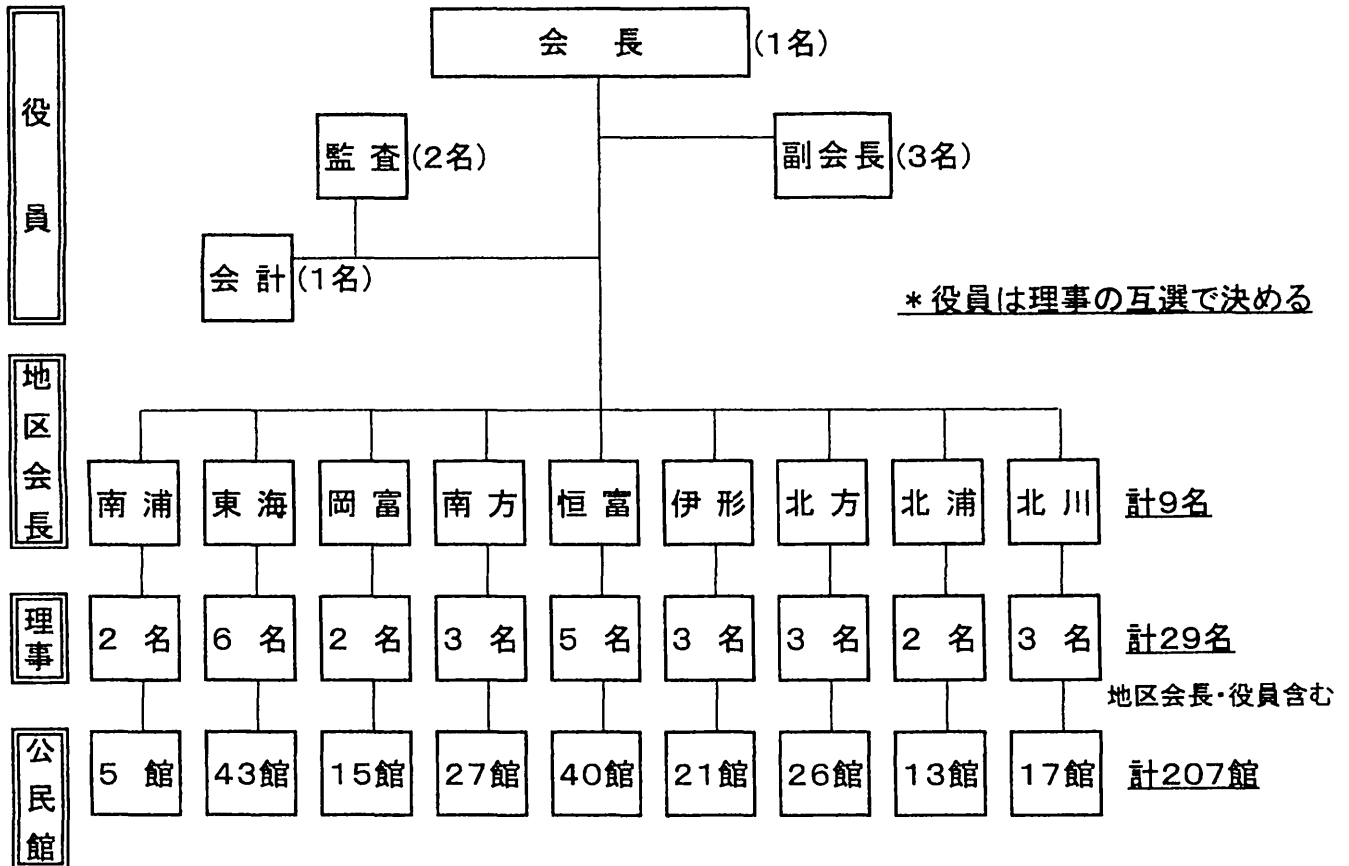 役員
会 長 (1名)
監 査 (2名)
副会長 (3名)
会 計 (1名)
*役員は理事の互選で決める
地区会長
南 浦 東 海 岡 富 南 方 恒 富 伊 形 北 方 北 浦 北 川 計9名
理事
2 名 6 名 2 名 3 名 5 名 3 名 3 名 2 名 3 名 計29名
地区会長・役員含む
公民館
5 館 43館 15館 27館 40館 21館 26館 13館 17館 計207館